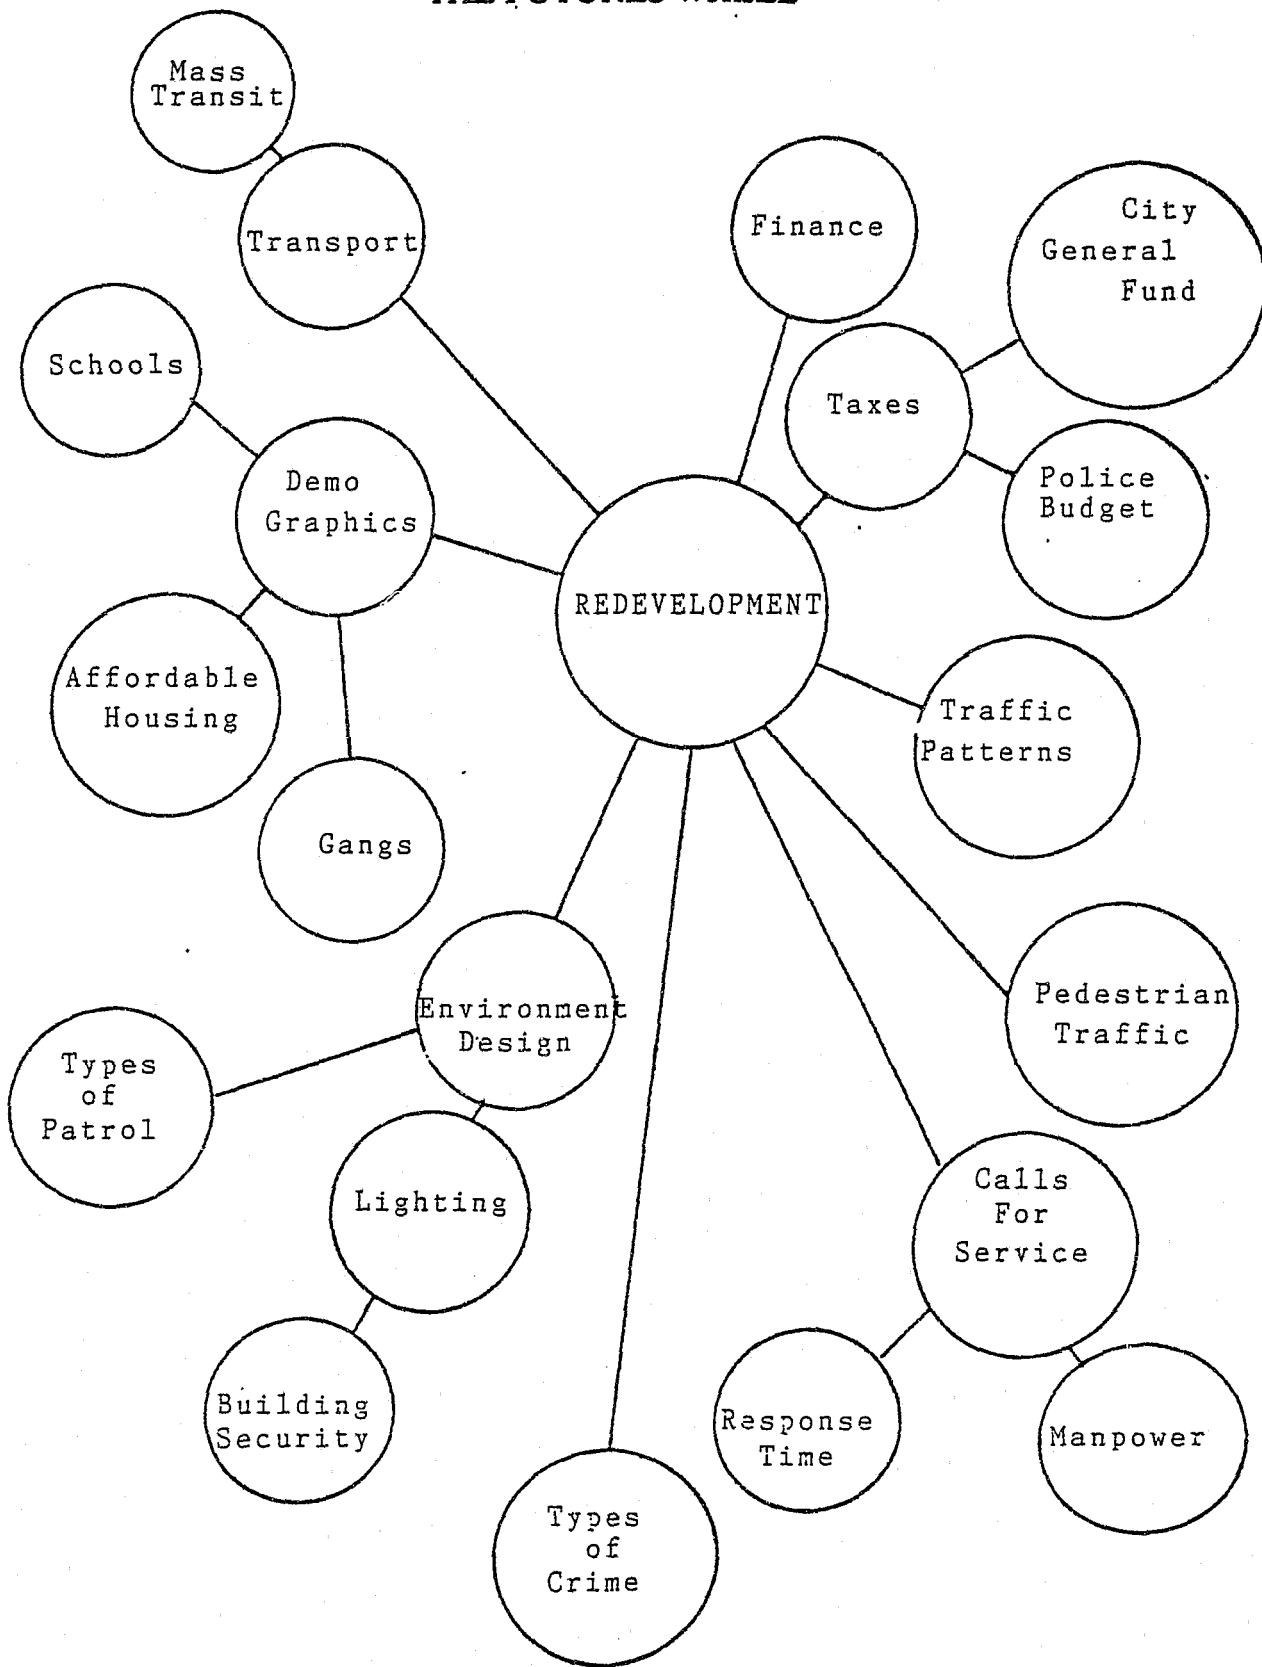 Mass
Transit
Transport
Finance
City
General
Fund
Schools
Taxes
Demo
Graphics
Police
Budget
REDEVELOPMENT
Affordable
Housing
Traffic
Patterns
Gangs
Environment
Design
Pedestrian
Traffic
Types
of
Patrol
Lighting
Calls
For
Service
Building
Security
Response
Time
Manpower
Types
of
Crime